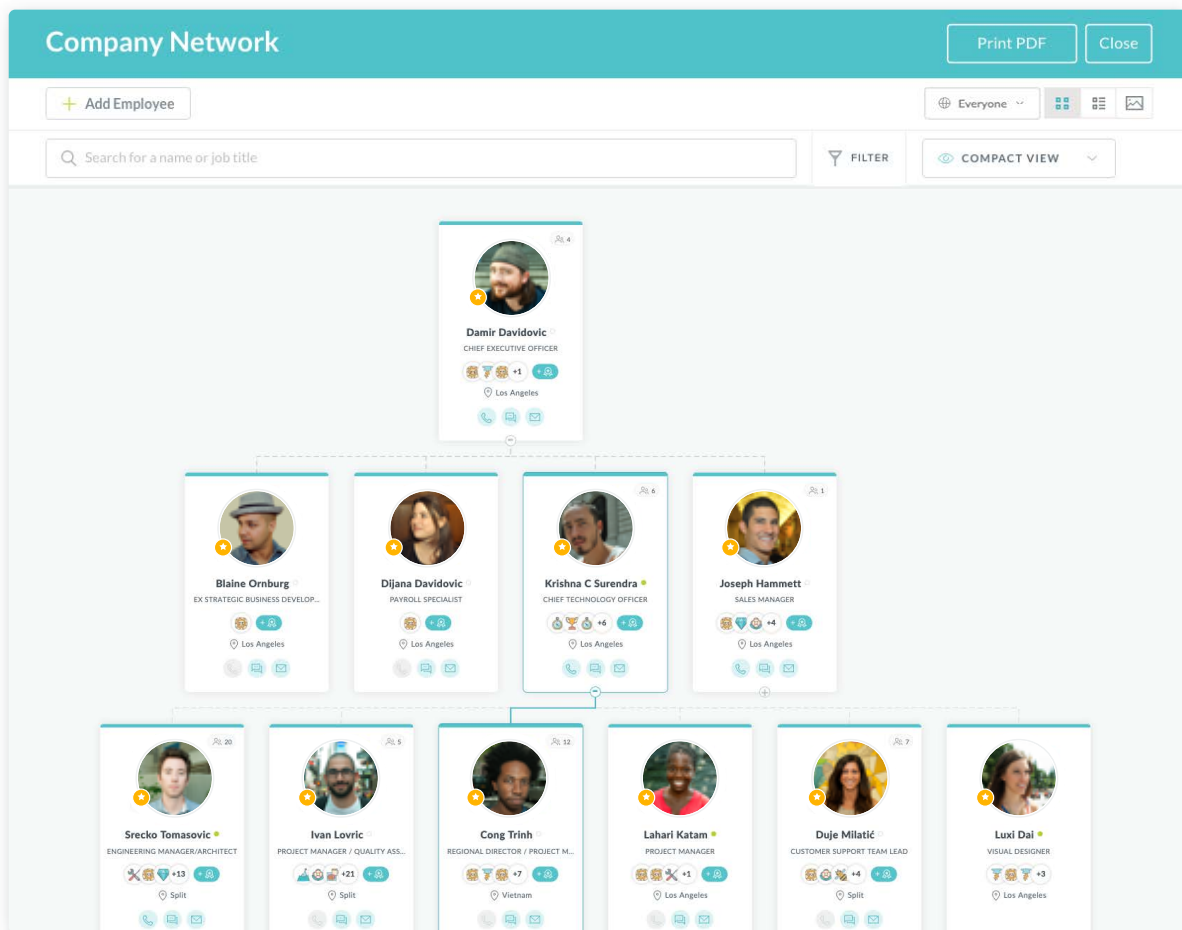 Company Network
Print PDF
Close
Add Employee
Everyone
Search for a name or job title
FILTER
COMPACT VIEW
4
Damir Davidovic
CHIEF EXECUTIVE OFFICER
+1
Los Angeles
Blaine Ornburg
EX STRATEGIC BUSINESS DEVELOP...
Los Angeles
Dijana Davidovic
PAYROLL SPECIALIST
Los Angeles
6
Krishna C Surendra
CHIEF TECHNOLOGY OFFICER
+6
Los Angeles
1
Joseph Hammett
SALES MANAGER
+4
Los Angeles
20
Srecko Tomasovic
ENGINEERING MANAGER/ARCHITECT
+13
Split
5
Ivan Lovric
PROJECT MANAGER / QUALITY ASS...
+21
Split
12
Cong Trinh
REGIONAL DIRECTOR / PROJECT M...
+7
Vietnam
Lahari Katam
PROJECT MANAGER
+1
Los Angeles
7
Duje Milatić
CUSTOMER SUPPORT TEAM LEAD
+4
Split
Luxi Dai
VISUAL DESIGNER
+3
Los Angeles